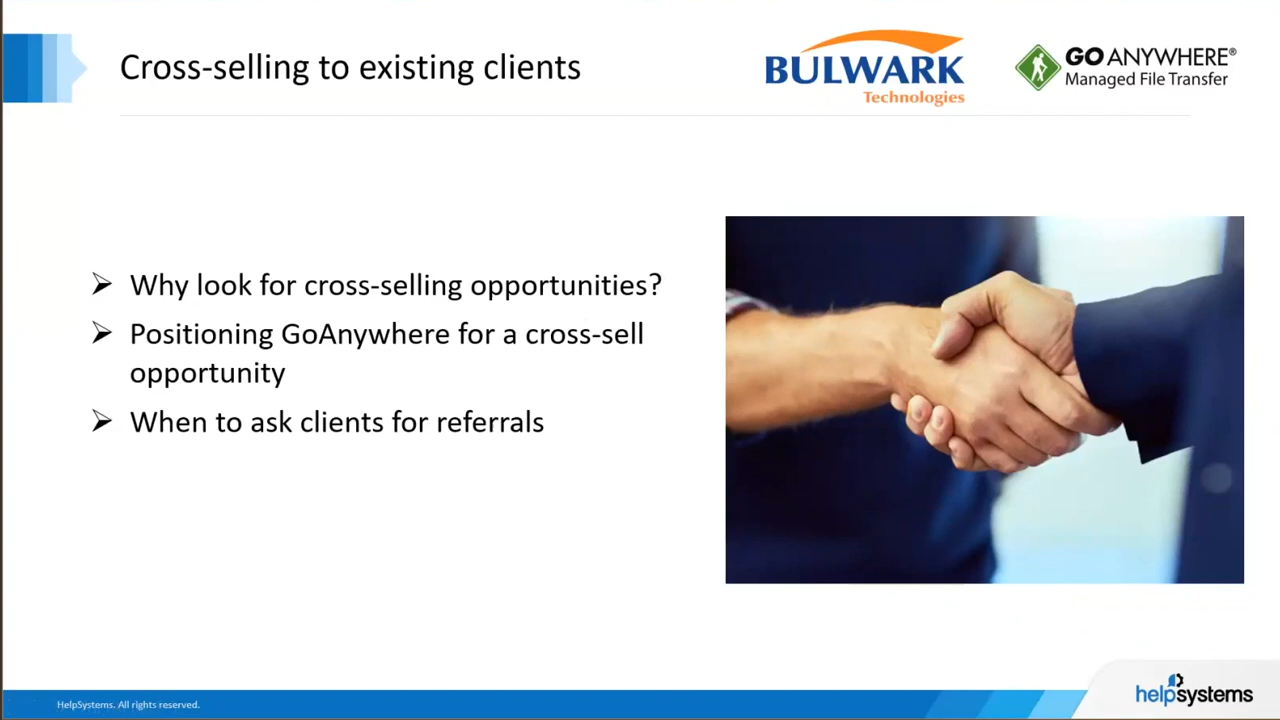 Cross-selling to existing clients
BULWARK
Technologies
GO ANYWHERE®
Managed File Transfer
➢ Why look for cross-selling opportunities?
➢ Positioning GoAnywhere for a cross-sell
opportunity
➢ When to ask clients for referrals
HelpSystems. All rights reserved.
helpsystems